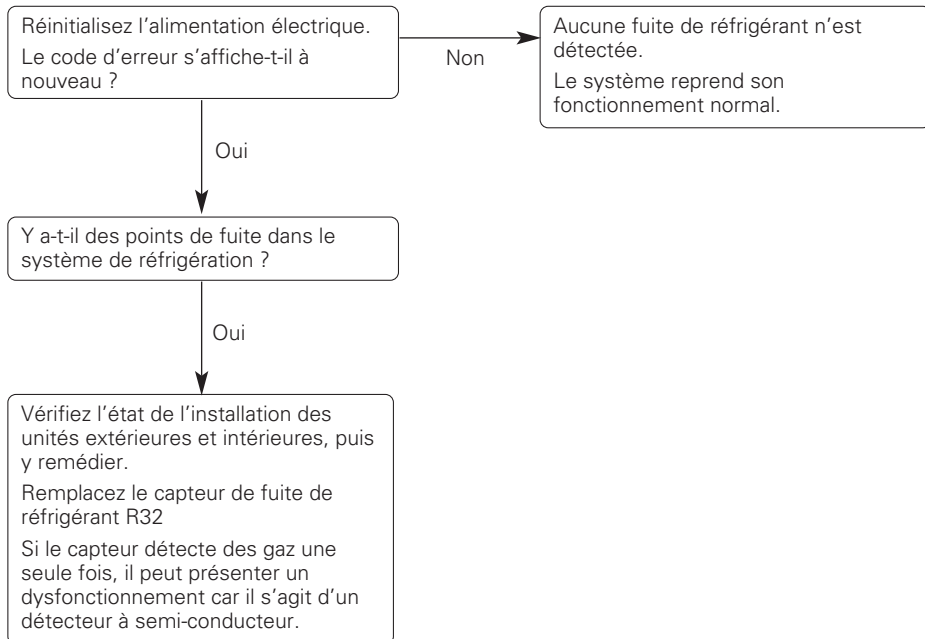 Réinitialisez l'alimentation électrique.
Le code d'erreur s'affiche-t-il à
nouveau ?
Non
Aucune fuite de réfrigérant n'est
détectée.
Le système reprend son
fonctionnement normal.
Oui
Y a-t-il des points de fuite dans le
système de réfrigération ?
Oui
Vérifiez l'état de l'installation des
unités extérieures et intérieures, puis
y remédier.
Remplacez le capteur de fuite de
réfrigérant R32
Si le capteur détecte des gaz une
seule fois, il peut présenter un
dysfonctionnement car il s'agit d'un
détecteur à semi-conducteur.